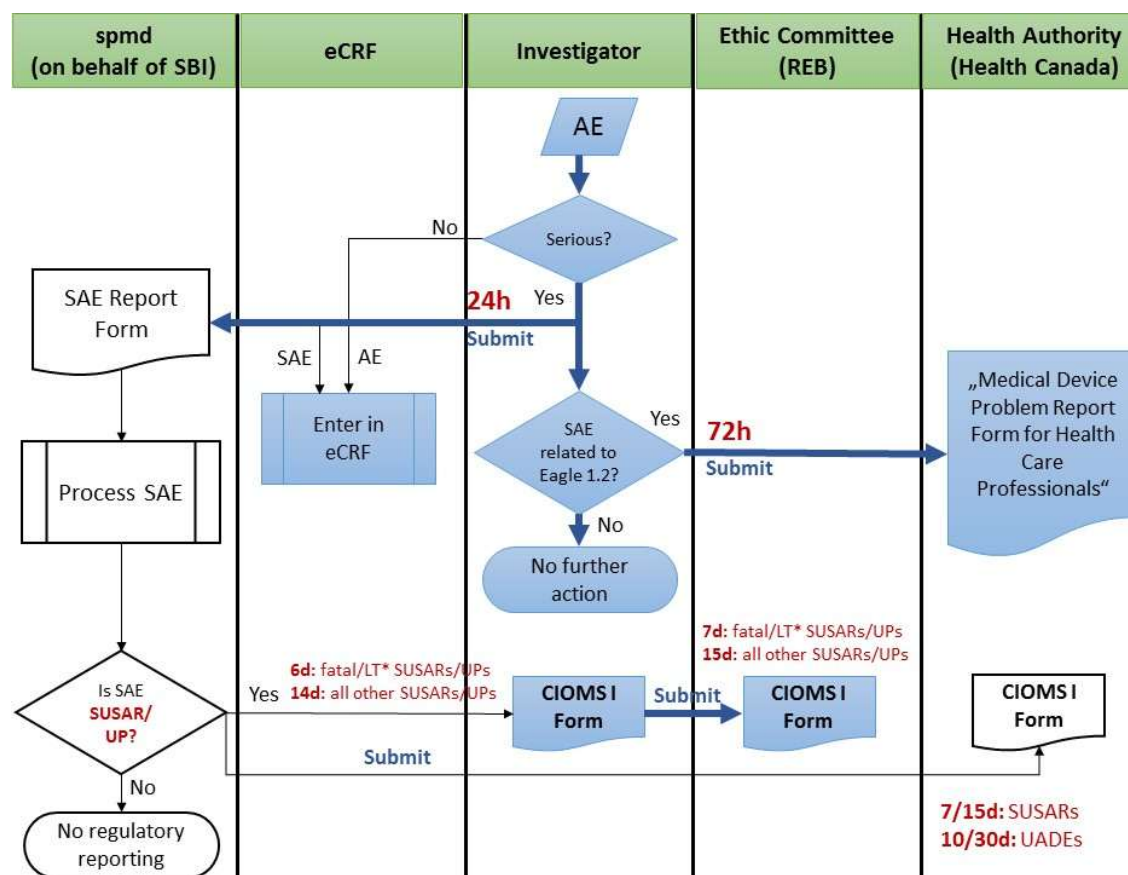 spmd
(on behalf of SBI)
eCRF
Investigator
Ethic Committee
(REB)
Health Authority
(Health Canada)
AE
Serious?
No
Yes
24h
Submit
SAE Report
Form
SAE
AE
Enter in
eCRF
SAE
related to
Eagle 1.2?
Yes
72h
Submit
„Medical Device
Problem Report
Form for Health
Care
Professionals“
Process SAE
No
No further
action
7d: fatal/LT* SUSARs/UPs
15d: all other SUSARs/UPs
6d: fatal/LT* SUSARs/UPs
14d: all other SUSARs/UPs
Is SAE
SUSAR/
UP?
Yes
CIOMS I
Form
Submit
CIOMS I
Form
CIOMS I
Form
Submit
No
No regulatory
reporting
7/15d: SUSARs
10/30d: UADEs